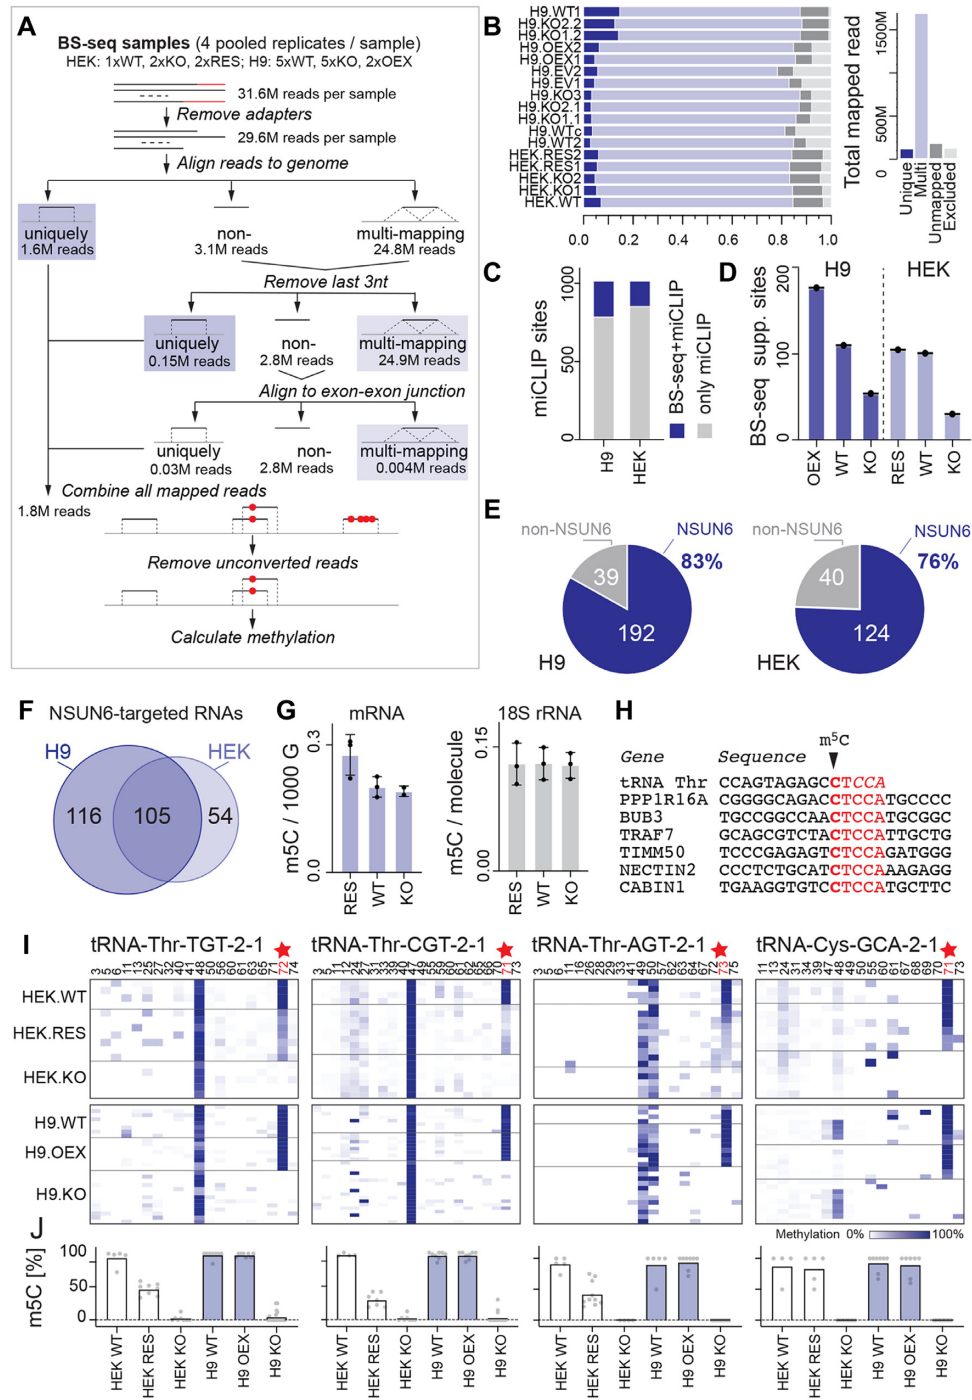 A
BS-seq samples (4 pooled replicates / sample)
HEK: 1xWT, 2xKO, 2xRES; H9: 5xWT, 5xKO, 2xOEX
31.6M reads per sample
Remove adapters
29.6M reads per sample
Align reads to genome
uniquely
1.6M reads
non-
3.1M reads
multi-mapping
24.8M reads
Remove last 3nt
uniquely
0.15M reads
non-
2.8M reads
multi-mapping
24.9M reads
Align to exon-exon junction
uniquely
0.03M reads
non-
2.8M reads
multi-mapping
0.004M reads
Combine all mapped reads
1.8M reads
Remove unconverted reads
Calculate methylation
B
H9.WT1
H9.KO2.2
H9.KO1.2
H9.OEX2
H9.OEX1
H9.EV2
H9.EV1
H9.KO3
H9.KO2.1
H9.KO1.1
H9.WTc
H9.WT2
HEK.RES2
HEK.RES1
HEK.KO2
HEK.KO1
HEK.WT
0.0 0.2 0.4 0.6 0.8 1.0
Total mapped read
1500M
500M
0
Unique
Multi
Unmapped
Excluded
C
miCLIP sites
1000
500
0
H9
HEK
BS-seq+miCLIP
only miCLIP
D
H9 HEK
BS-seq supp. sites
200
100
0
OEX
WT
KO
RES
WT
KO
E
non-NSUN6
NSUN6
83%
39
192
H9
non-NSUN6
NSUN6
76%
40
124
HEK
F
NSUN6-targeted RNAs
H9
HEK
116 105 54
G
mRNA
m5C / 1000 G
0.3
0.0
RES
WT
KO
18S rRNA
m5C / molecule
0.15
0.00
RES
WT
KO
H
m⁵C
Gene Sequence
tRNA Thr CCAGTAGAGCCTCCA
PPP1R16A CGGGGCAGACCTCCATGCCCC
BUB3 TGCCGGCCAACTCCATGCGGC
TRAF7 GCAGCGTCTACTCCATTGCTG
TIMM50 TCCCGAGAGTCTCCAGATGGG
NECTIN2 CCCTCTGCATCTCCAAAGAGG
CABIN1 TGAAGGTGCATCTCCATGCTTC
I
tRNA-Thr-TGT-2-1
tRNA-Thr-CGT-2-1
tRNA-Thr-AGT-2-1
tRNA-Cys-GCA-2-1
HEK.WT
HEK.RES
HEK.KO
H9.WT
H9.OEX
H9.KO
Methylation 0% 100%
J
m5C [%]
100
50
0
HEK WT
HEK RES
HEK KO
H9 WT
H9 OEX
H9 KO
HEK WT
HEK RES
HEK KO
H9 WT
H9 OEX
H9 KO
HEK WT
HEK RES
HEK KO
H9 WT
H9 OEX
H9 KO
HEK WT
HEK RES
HEK KO
H9 WT
H9 OEX
H9 KO